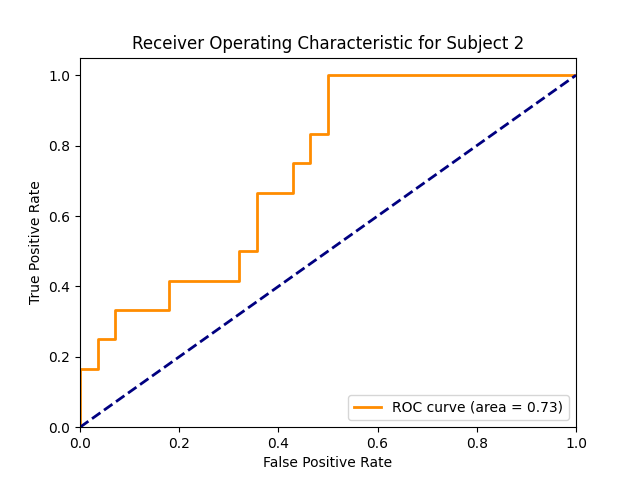 Receiver Operating Characteristic for Subject 2
True Positive Rate
1.0
0.8
0.6
0.4
0.2
0.0
ROC curve (area = 0.73)
0.0 0.2 0.4 0.6 0.8 1.0
False Positive Rate